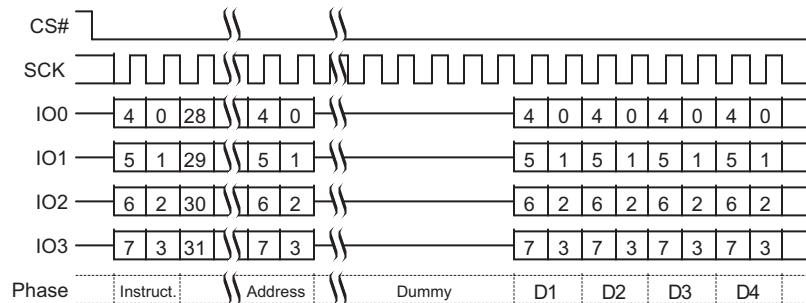 CS#
SCK
IO0 4 0 28 4 0 4 0 4 0 4 0 4 0
IO1 5 1 29 5 1 5 1 5 1 5 1 5 1
IO2 6 2 30 6 2 6 2 6 2 6 2 6 2
IO3 7 3 31 7 3 7 3 7 3 7 3 7 3
Phase Instruct. Address Dummy D1 D2 D3 D4